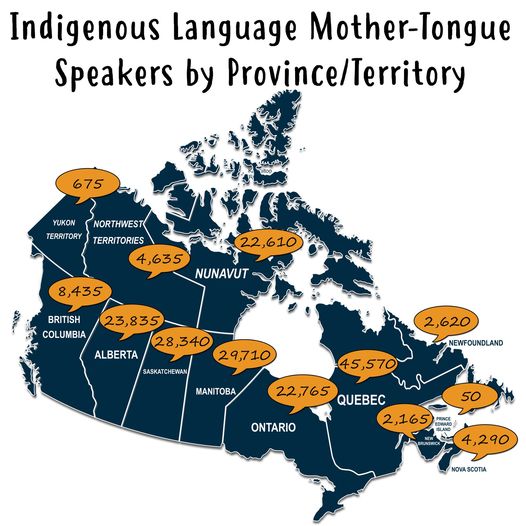 Indigenous Language Mother-Tongue
Speakers by Province/Territory
675
YUKON
TERRITORY
NORTHWEST
TERRITORIES
4,635
22,610
NUNAVUT
8,435
BRITISH
COLUMBIA
23,835
ALBERTA
28,340
SASKATCHEWAN
29,710
MANITOBA
22,765
ONTARIO
45,570
QUEBEC
2,620
NEWFOUNDLAND
50
PRINCE
EDWARD
ISLAND
2,165
NEW
BRUNSWICK
4,290
NOVA SCOTIA